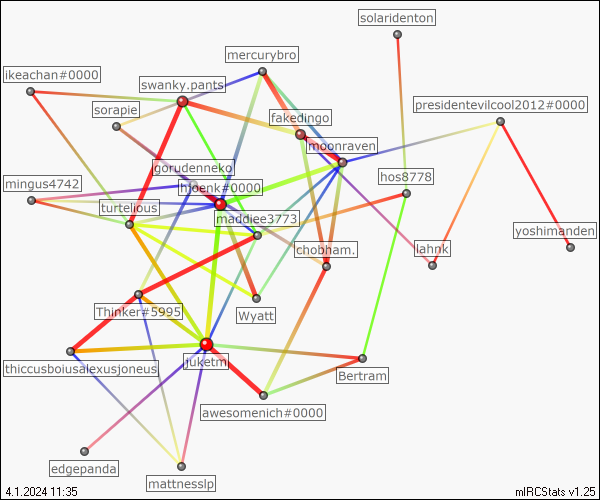 solaridenton
mercurybro
ikeachan#0000
swanky.pants
presidentevilcool2012#0000
sorapie
fakedingo
moonraven
gorudenneko
mingus4742
hjoenk#0000
hos8778
turtelious
maddiee3773
yoshimanden
chobham.
lahnk
Thinker#5995
Wyatt
thiccusboiusalexusjoneus
juketm
Bertram
awesomenich#0000
edgepanda
mattnesslp
4.1.2024 11:35
mIRCStats v1.25